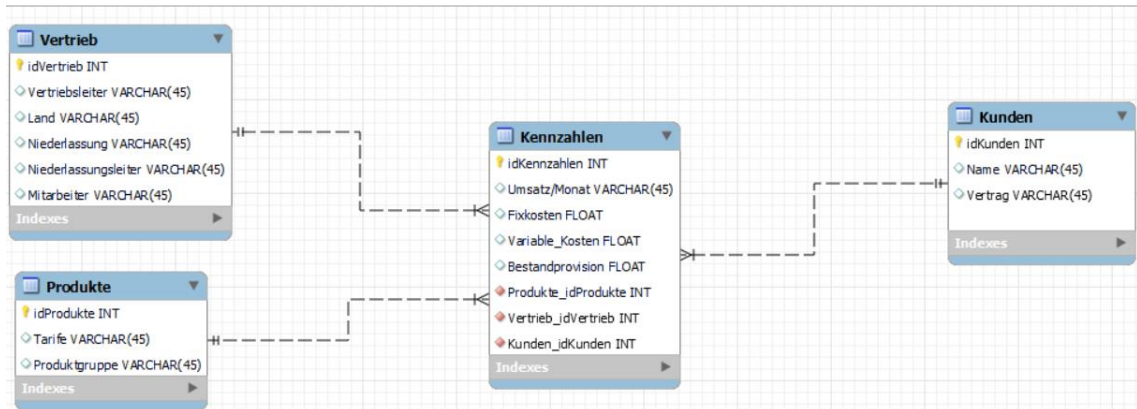 Vertrieb
idVertrieb INT
Vertriebsleiter VARCHAR(45)
Land VARCHAR(45)
Niederlassung VARCHAR(45)
Niederlassungsleiter VARCHAR(45)
Mitarbeiter VARCHAR(45)
Indexes
Produkte
idProdukte INT
Tarife VARCHAR(45)
Produktgruppe VARCHAR(45)
Indexes
Kennzahlen
idKennzahlen INT
Umsatz/Monat VARCHAR(45)
Fixkosten FLOAT
Variable_Kosten FLOAT
Bestandprovision FLOAT
Produkte_idProdukte INT
Vertrieb_idVertrieb INT
Kunden_idKunden INT
Indexes
Kunden
idKunden INT
Name VARCHAR(45)
Vertrag VARCHAR(45)
Indexes